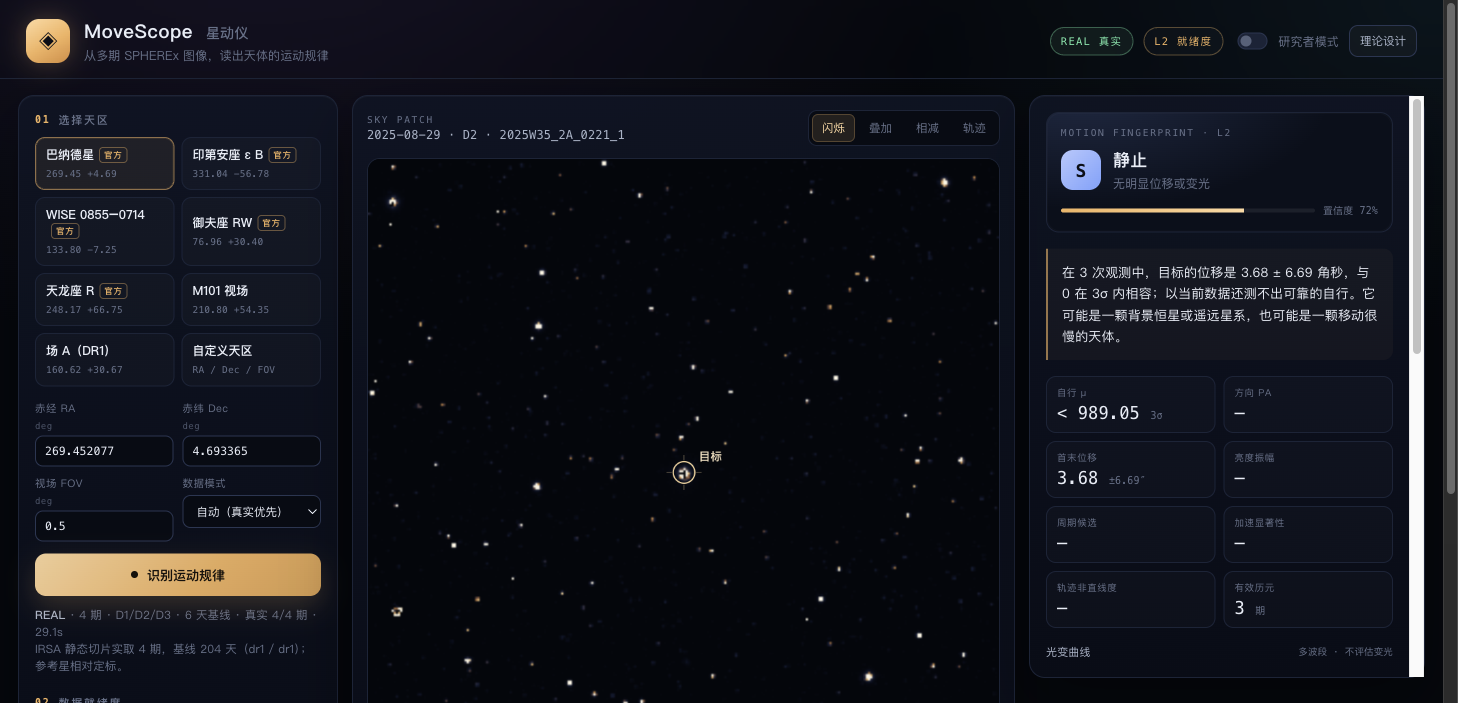 MoveScope 星动仪
从多期 SPHEREx 图像，读出天体的运动规律
REAL 真实
L2 就绪度
研究者模式
理论设计
01 选择天区
巴纳德星 官方
269.45 +4.69
印第安座 ε B 官方
331.04 −56.78
WISE 0855−0714
官方
133.80 −7.25
御夫座 RW 官方
76.96 +30.40
天龙座 R 官方
248.17 +66.75
M101 视场
210.80 +54.35
场 A（DR1）
160.62 +30.67
自定义天区
RA / Dec / FOV
赤经 RA
deg
269.452077
赤纬 Dec
deg
4.693365
视场 FOV
deg
0.5
数据模式
自动（真实优先）
识别运动规律
REAL · 4 期 · D1/D2/D3 · 6 天基线 · 真实 4/4 期 ·
29.1s
IRSA 静态切片实取 4 期，基线 204 天（dr1 / dr1）；
参考星相对定标。
SKY PATCH
2025-08-29 · D2 · 2025W35_2A_0221_1
闪烁
叠加
相减
轨迹
目标
MOTION FINGERPRINT · L2
S
静止
无明显位移或变光
置信度 72%
在 3 次观测中，目标的位移是 3.68 ± 6.69 角秒，与
0 在 3σ 内相容；以当前数据还测不出可靠的自行。它
可能是一颗背景恒星或遥远星系，也可能是一颗移动很
慢的天体。
自行 μ
< 989.05 3σ
方向 PA
—
首末位移
3.68 ±6.69″
亮度振幅
—
周期候选
—
加速显著性
—
轨迹非直线度
—
有效历元
3 期
光变曲线
多波段 · 不评估变光